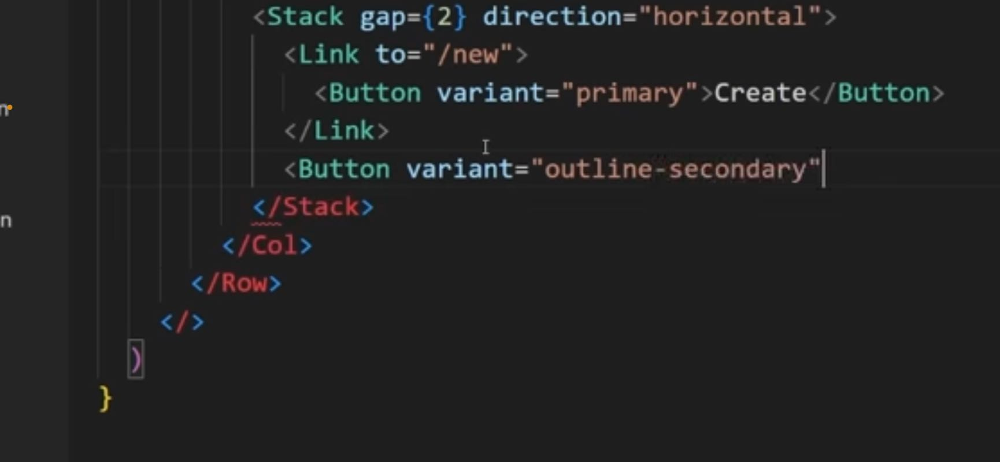 <Stack gap={2} direction="horizontal">
<Link to="/new">
<Button variant="primary">Create</Button>
</Link>
<Button variant="outline-secondary"
</Stack>
</Col>
</Row>
</>
)
}
n
n